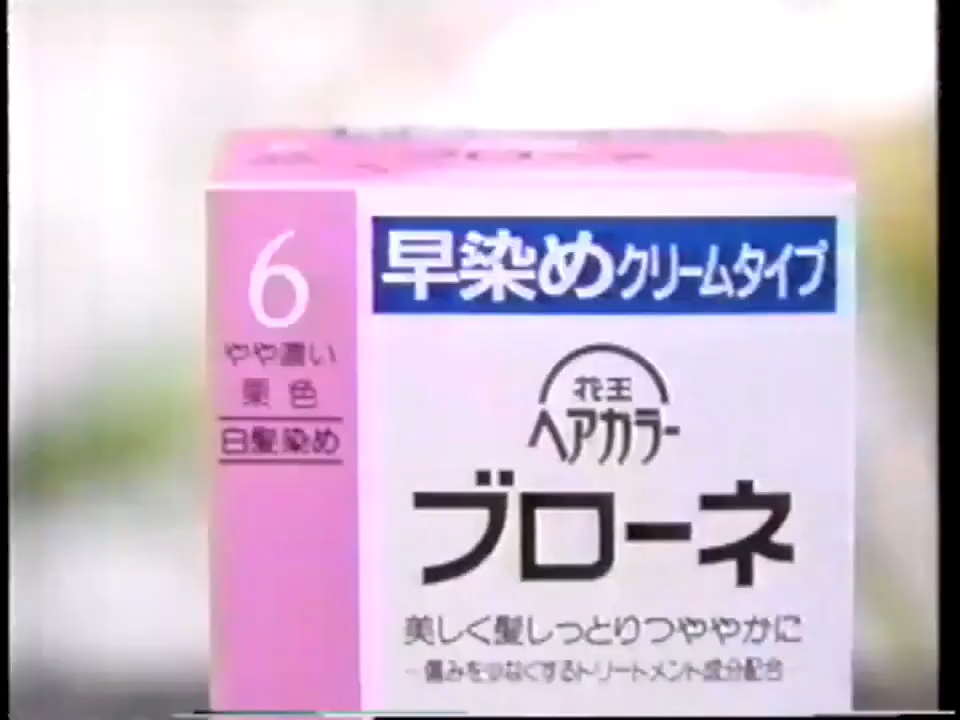 6
やや濃い
栗色
白髪染め
早染めクリームタイプ
花王
ヘアカラー
ブローネ
美しく髪しっとりつややかに
傷みを少なくするトリートメント成分配合